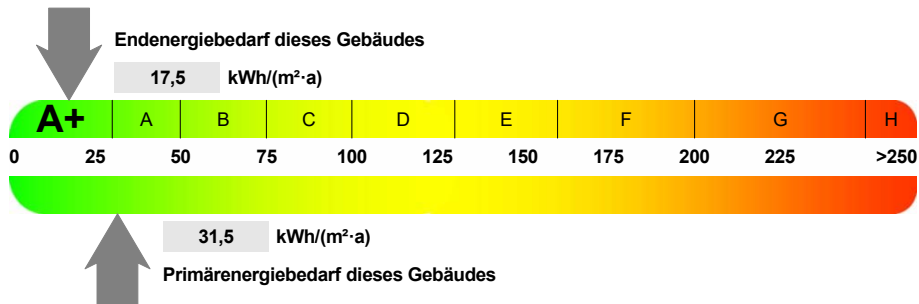 Endenergiebedarf dieses Gebäudes
17,5 kWh/(m²·a)
A+ A B C D E F G H
0 25 50 75 100 125 150 175 200 225 >250
31,5 kWh/(m²·a)
Primärenergiebedarf dieses Gebäudes